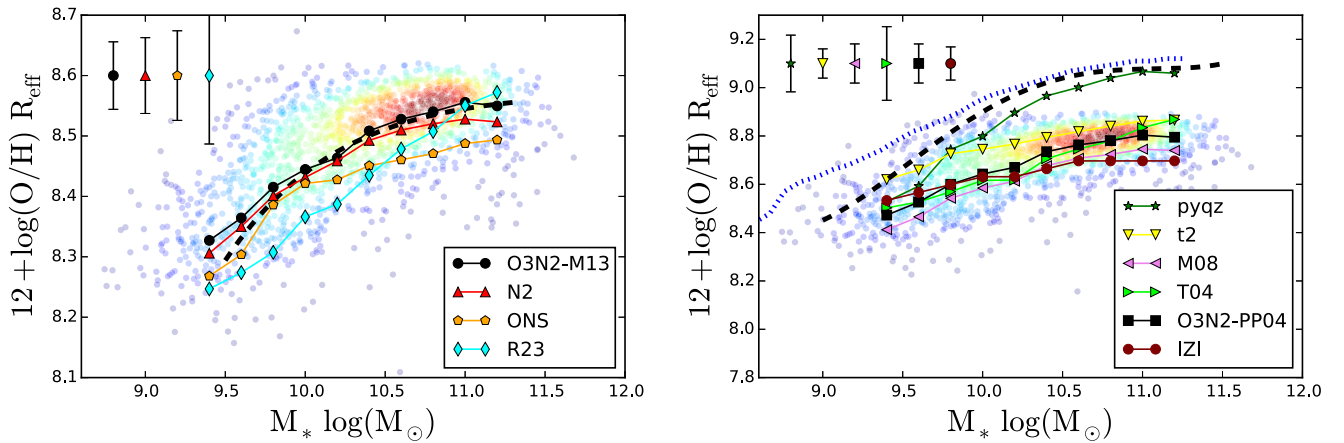 12+log(O/H) R_eff
8.7
8.6
8.5
8.4
8.3
8.2
8.1
O3N2-M13
N2
ONS
R23
9.0 9.5 10.0 10.5 11.0 11.5 12.0
M_* log(M_⊙)
12+log(O/H) R_eff
9.2
9.0
8.8
8.6
8.4
8.2
8.0
7.8
pyqz
t2
M08
T04
O3N2-PP04
IZI
9.0 9.5 10.0 10.5 11.0 11.5 12.0
M_* log(M_⊙)